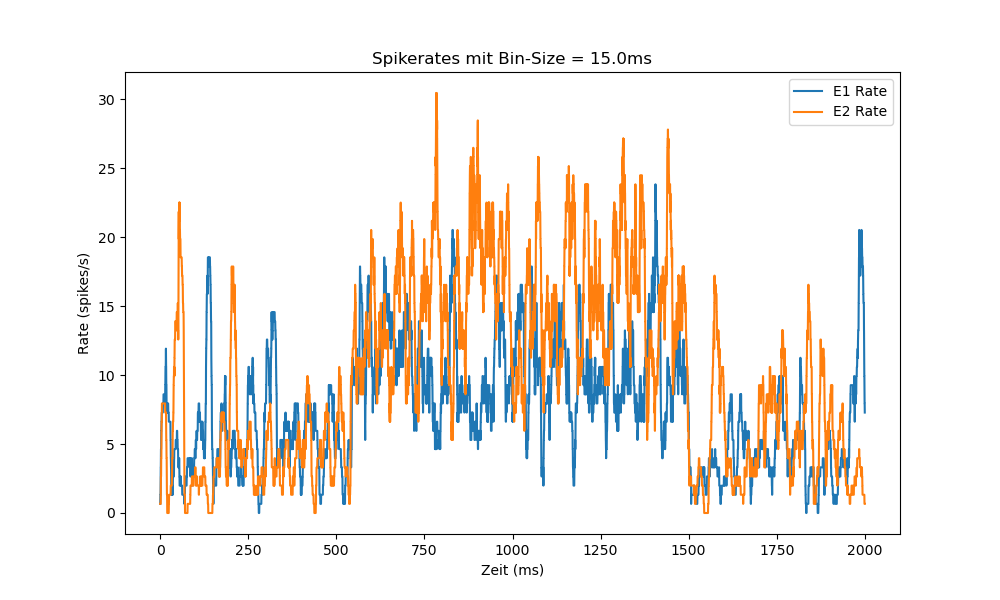 Spikerates mit Bin-Size = 15.0ms
E1 Rate
E2 Rate
Rate (spikes/s)
30
25
20
15
10
5
0
0 250 500 750 1000 1250 1500 1750 2000
Zeit (ms)